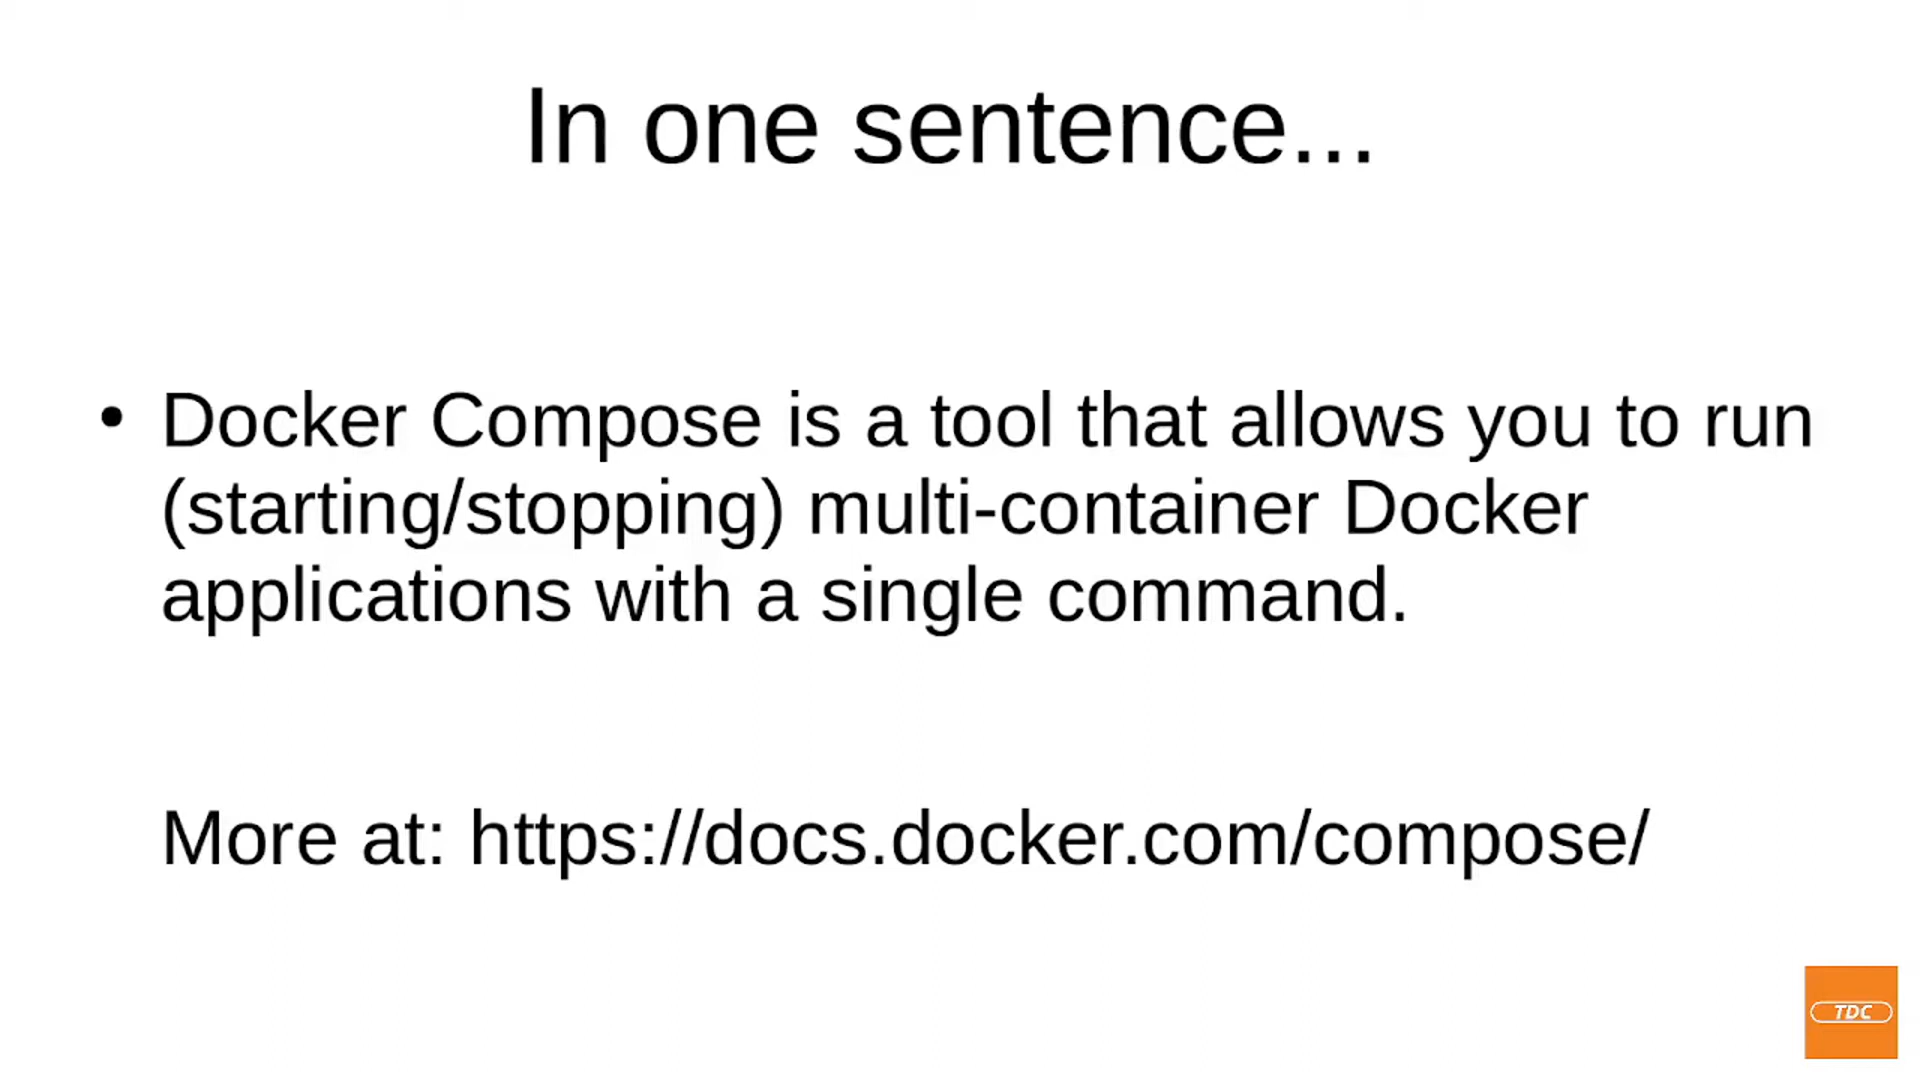 In one sentence...
• Docker Compose is a tool that allows you to run
(starting/stopping) multi-container Docker
applications with a single command.
More at: https://docs.docker.com/compose/
TDC